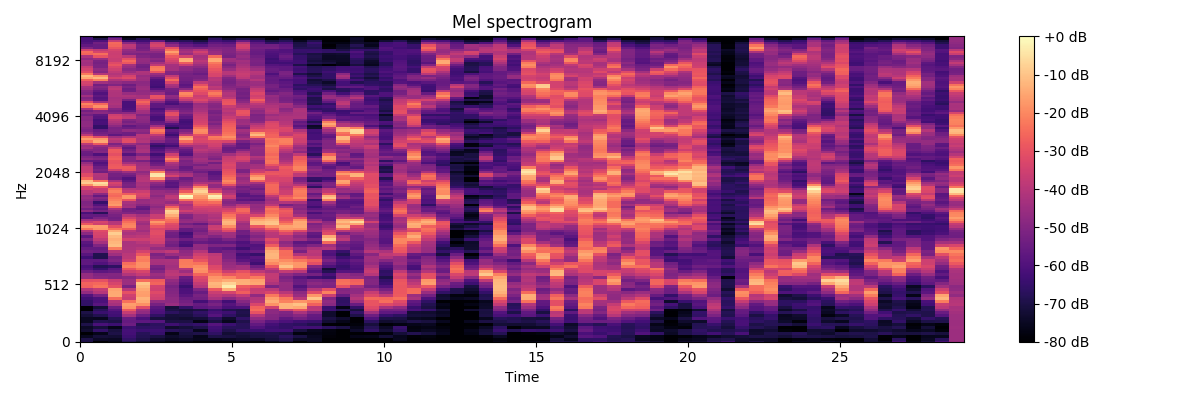 Mel spectrogram
Hz
8192
4096
2048
1024
512
0
0 5 10 15 20 25
Time
+0 dB
-10 dB
-20 dB
-30 dB
-40 dB
-50 dB
-60 dB
-70 dB
-80 dB